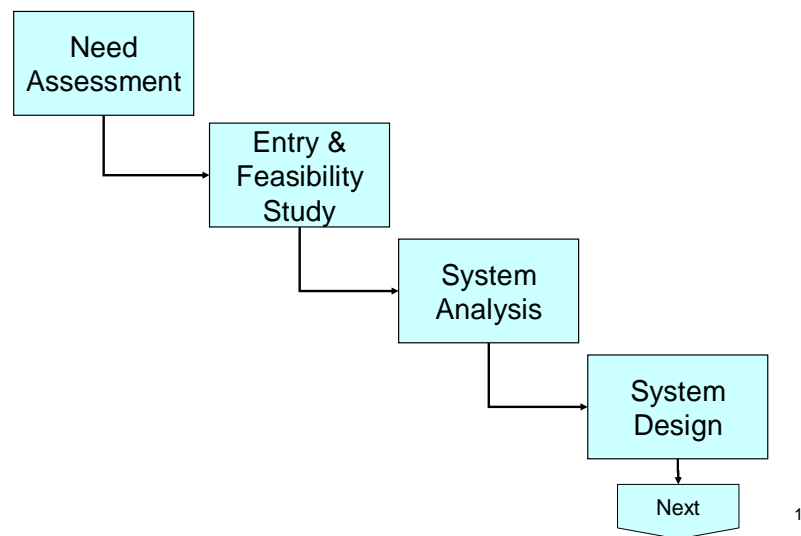 Need
Assessment
Entry &
Feasibility
Study
System
Analysis
System
Design
Next
1